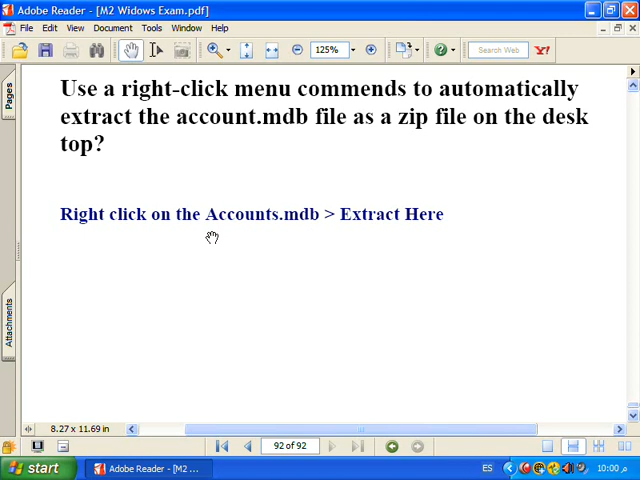 Adobe Reader - [M2 Widows Exam.pdf]
File Edit View Document Tools Window Help
125% Search Web Y!
Pages
Use a right-click menu commends to automatically
extract the account.mdb file as a zip file on the desk
top?
Right click on the Accounts.mdb > Extract Here
Attachments
8.27 x 11.69 in
92 of 92
start Adobe Reader - [M2 ... ES 10:00 م